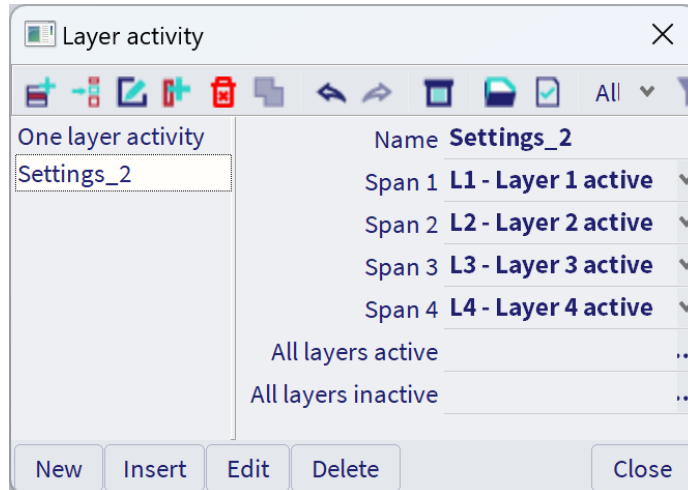 Layer activity
All
One layer activity
Settings_2
Name Settings_2
Span 1 L1 - Layer 1 active
Span 2 L2 - Layer 2 active
Span 3 L3 - Layer 3 active
Span 4 L4 - Layer 4 active
All layers active
All layers inactive
New Insert Edit Delete Close